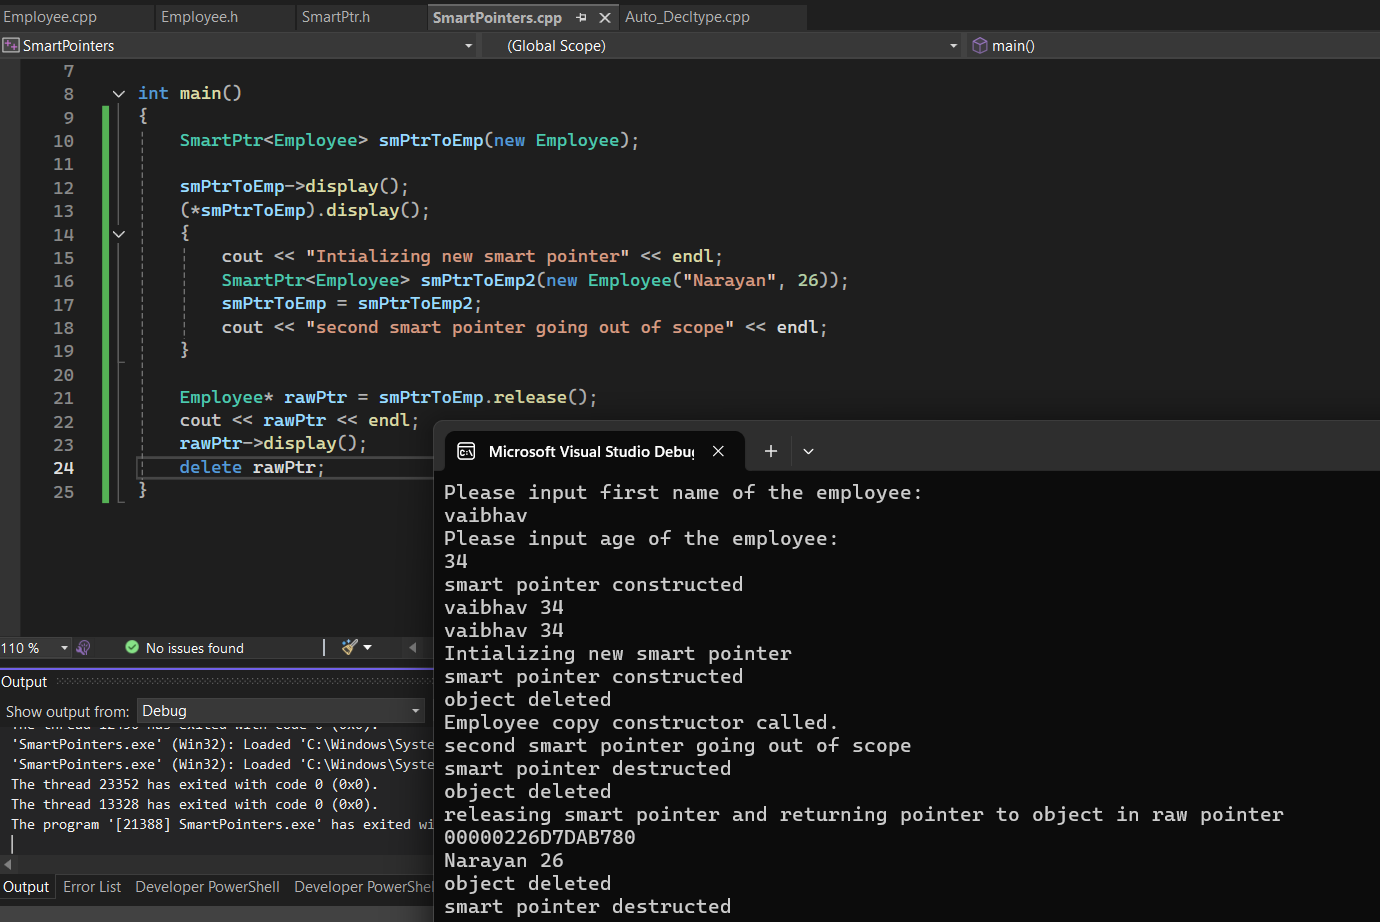 Employee.cpp Employee.h SmartPtr.h SmartPointers.cpp Auto_Decltype.cpp
SmartPointers (Global Scope) main()
7
8 int main()
9 {
10 SmartPtr<Employee> smPtrToEmp(new Employee);
11
12 smPtrToEmp->display();
13 (*smPtrToEmp).display();
14 {
15 cout << "Intializing new smart pointer" << endl;
16 SmartPtr<Employee> smPtrToEmp2(new Employee("Narayan", 26));
17 smPtrToEmp = smPtrToEmp2;
18 cout << "second smart pointer going out of scope" << endl;
19 }
20
21 Employee* rawPtr = smPtrToEmp.release();
22 cout << rawPtr << endl;
23 rawPtr->display();
24 delete rawPtr;
25 }
Microsoft Visual Studio Debu
Please input first name of the employee:
vaibhav
Please input age of the employee:
34
smart pointer constructed
vaibhav 34
vaibhav 34
Intializing new smart pointer
smart pointer constructed
object deleted
Employee copy constructor called.
second smart pointer going out of scope
smart pointer destructed
object deleted
releasing smart pointer and returning pointer to object in raw pointer
00000226D7DAB780
Narayan 26
object deleted
smart pointer destructed
110 % No issues found
Output
Show output from: Debug
has exited with code 0 (0x0).
'SmartPointers.exe' (Win32): Loaded 'C:\Windows\Syste
'SmartPointers.exe' (Win32): Loaded 'C:\Windows\Syste
The thread 23352 has exited with code 0 (0x0).
The thread 13328 has exited with code 0 (0x0).
The program '[21388] SmartPointers.exe' has exited wi
Output Error List Developer PowerShell Developer PowerShel